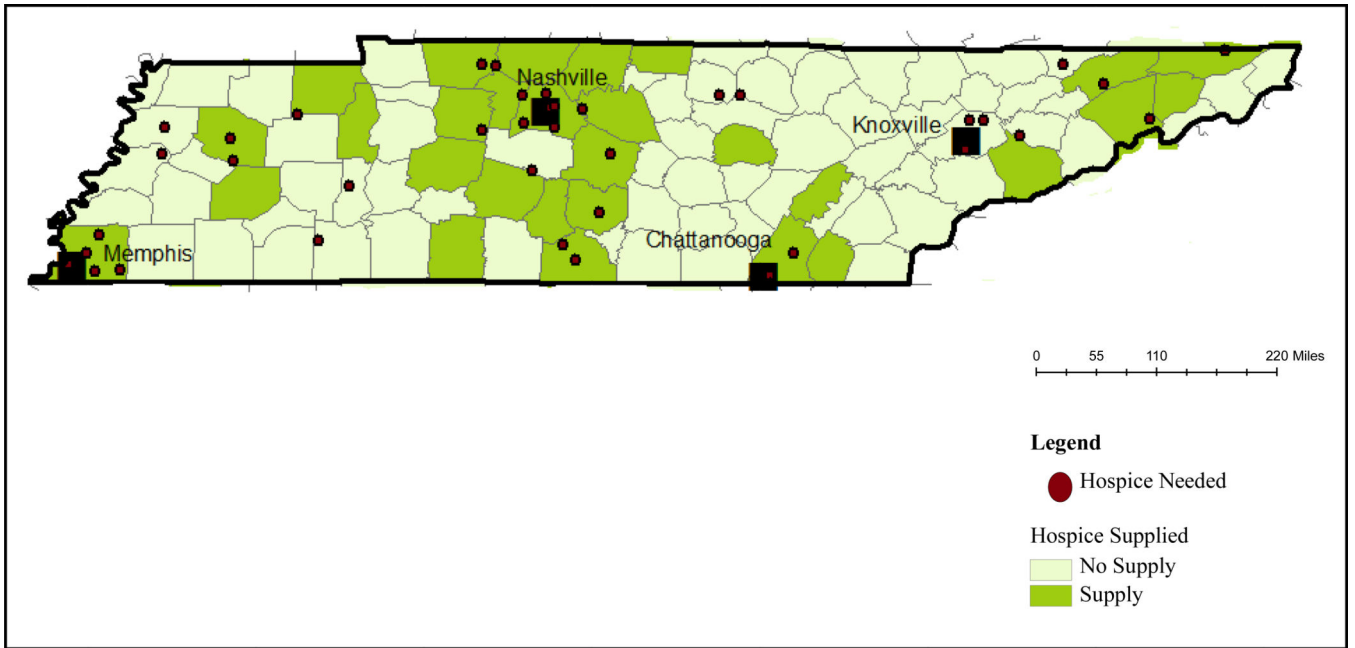 Nashville
Knoxville
Chattanooga
Memphis
0 55 110 220 Miles
Legend
Hospice Needed
Hospice Supplied
No Supply
Supply